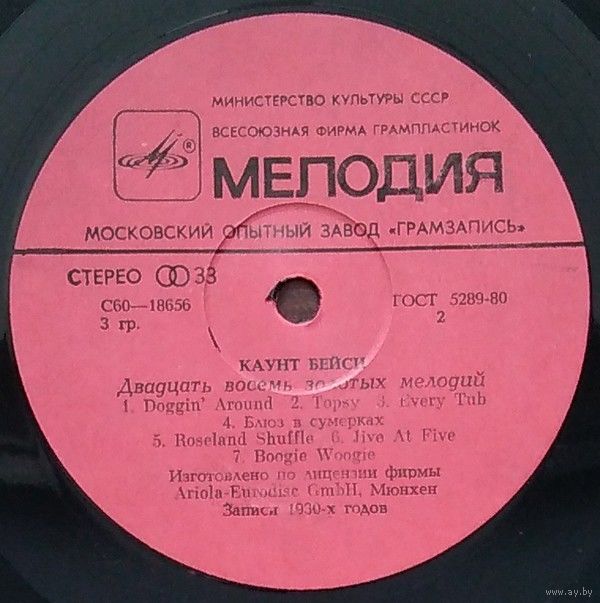 МИНИСТЕРСТВО КУЛЬТУРЫ СССР
ВСЕСОЮЗНАЯ ФИРМА ГРАМПЛАСТИНОК
®
МЕЛОДИЯ
МОСКОВСКИЙ ОПЫТНЫЙ ЗАВОД «ГРАМЗАПИСЬ»
СТЕРЕО 33
С60—18656
ГОСТ 5289-80
3 гр.
2
КАУНТ БЕЙСИ
Двадцать восемь золотых мелодий
1. Doggin' Around 2. Topsy 3. Every Tub
4. Блюз в сумерках
5. Roseland Shuffle 6. Jive At Five
7. Boogie Woogie
Изготовлено по лицензии фирмы
Ariola-Eurodisc GmbH, Мюнхен
Записи 1930-х годов
www.ay.by